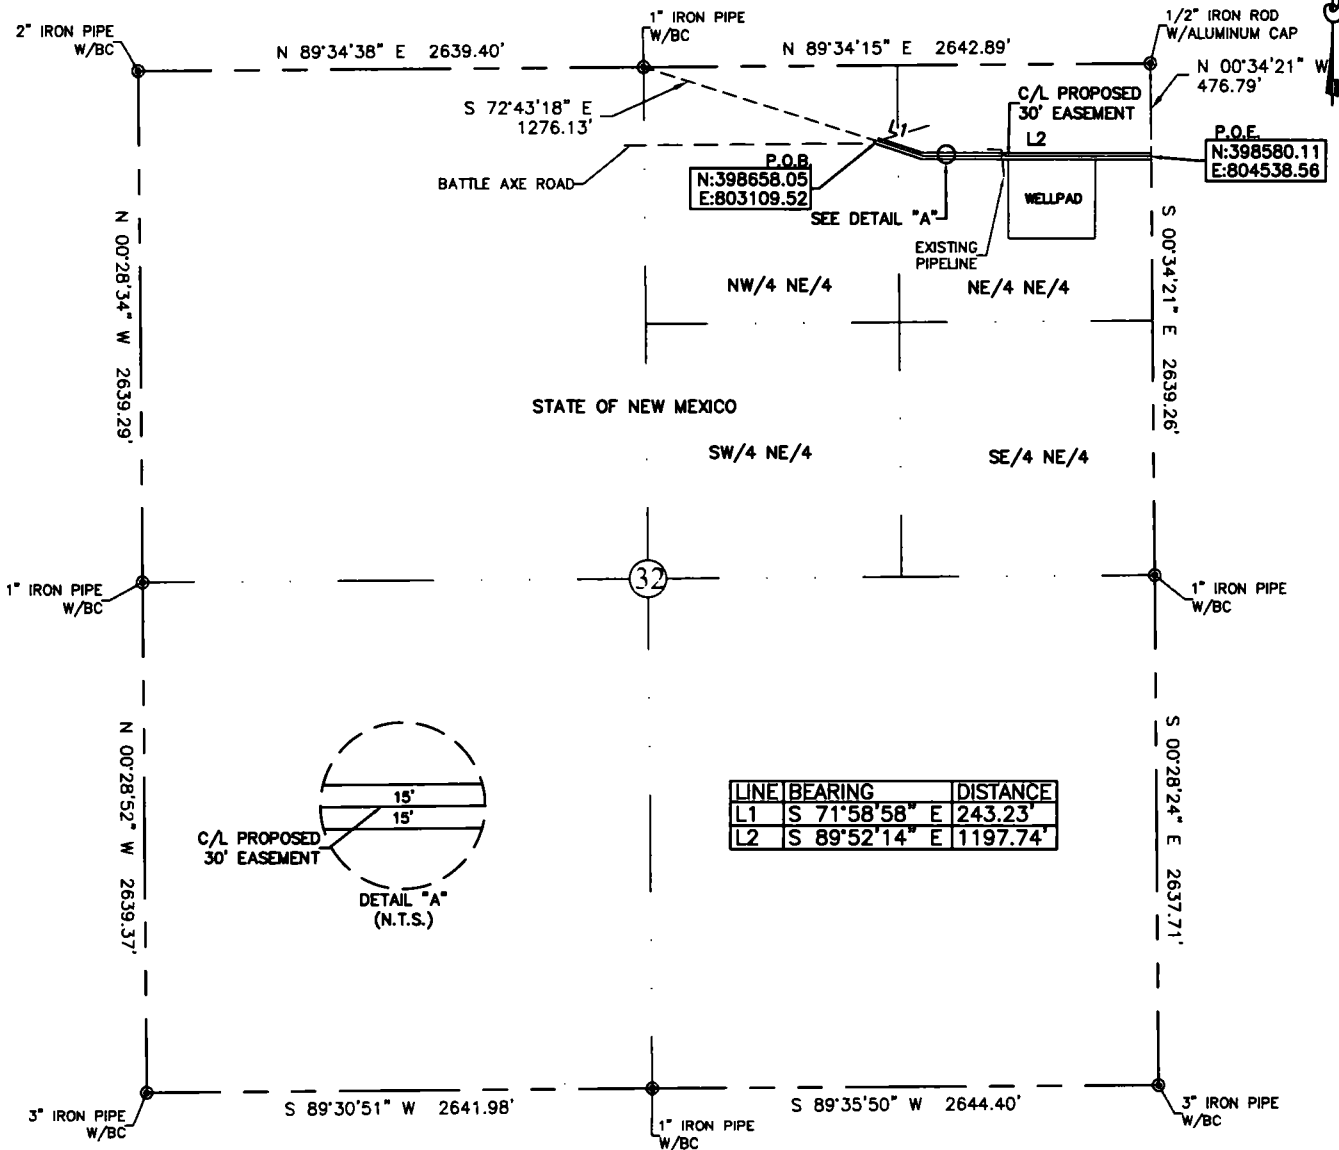 2" IRON PIPE
W/BC
N 89°34'38" E 2639.40'
1" IRON PIPE
W/BC
N 89°34'15" E 2642.89'
1/2" IRON ROD
W/ALUMINUM CAP
N 00°34'21" W
476.79'
S 72°43'18" E
1276.13'
C/L PROPOSED
30' EASEMENT
L1
L2
BATTLE AXE ROAD
P.O.B.
N:398658.05
E:803109.52
P.O.E.
N:398580.11
E:804538.56
SEE DETAIL "A"
WELLPAD
EXISTING
PIPELINE
NW/4 NE/4
NE/4 NE/4
N 00°28'34" W 2639.29'
S 00°34'21" E 2639.26'
STATE OF NEW MEXICO
SW/4 NE/4
SE/4 NE/4
1" IRON PIPE
W/BC
32
1" IRON PIPE
W/BC
N 00°28'52" W 2639.37'
S 00°28'24" E 2637.71'
15'
15'
C/L PROPOSED
30' EASEMENT
DETAIL "A"
(N.T.S.)
LINE BEARING DISTANCE
L1 S 71°58'58" E 243.23'
L2 S 89°52'14" E 1197.74'
3" IRON PIPE
W/BC
S 89°30'51" W 2641.98'
1" IRON PIPE
W/BC
S 89°35'50" W 2644.40'
3" IRON PIPE
W/BC